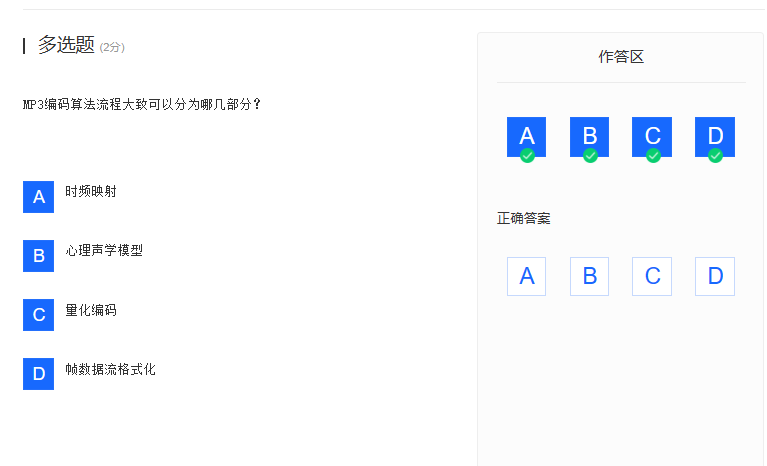 多选题 (2分)
MP3编码算法流程大致可以分为哪几部分？
A 时频映射
B 心理声学模型
C 量化编码
D 帧数据流格式化
作答区
A B C D
正确答案
A B C D